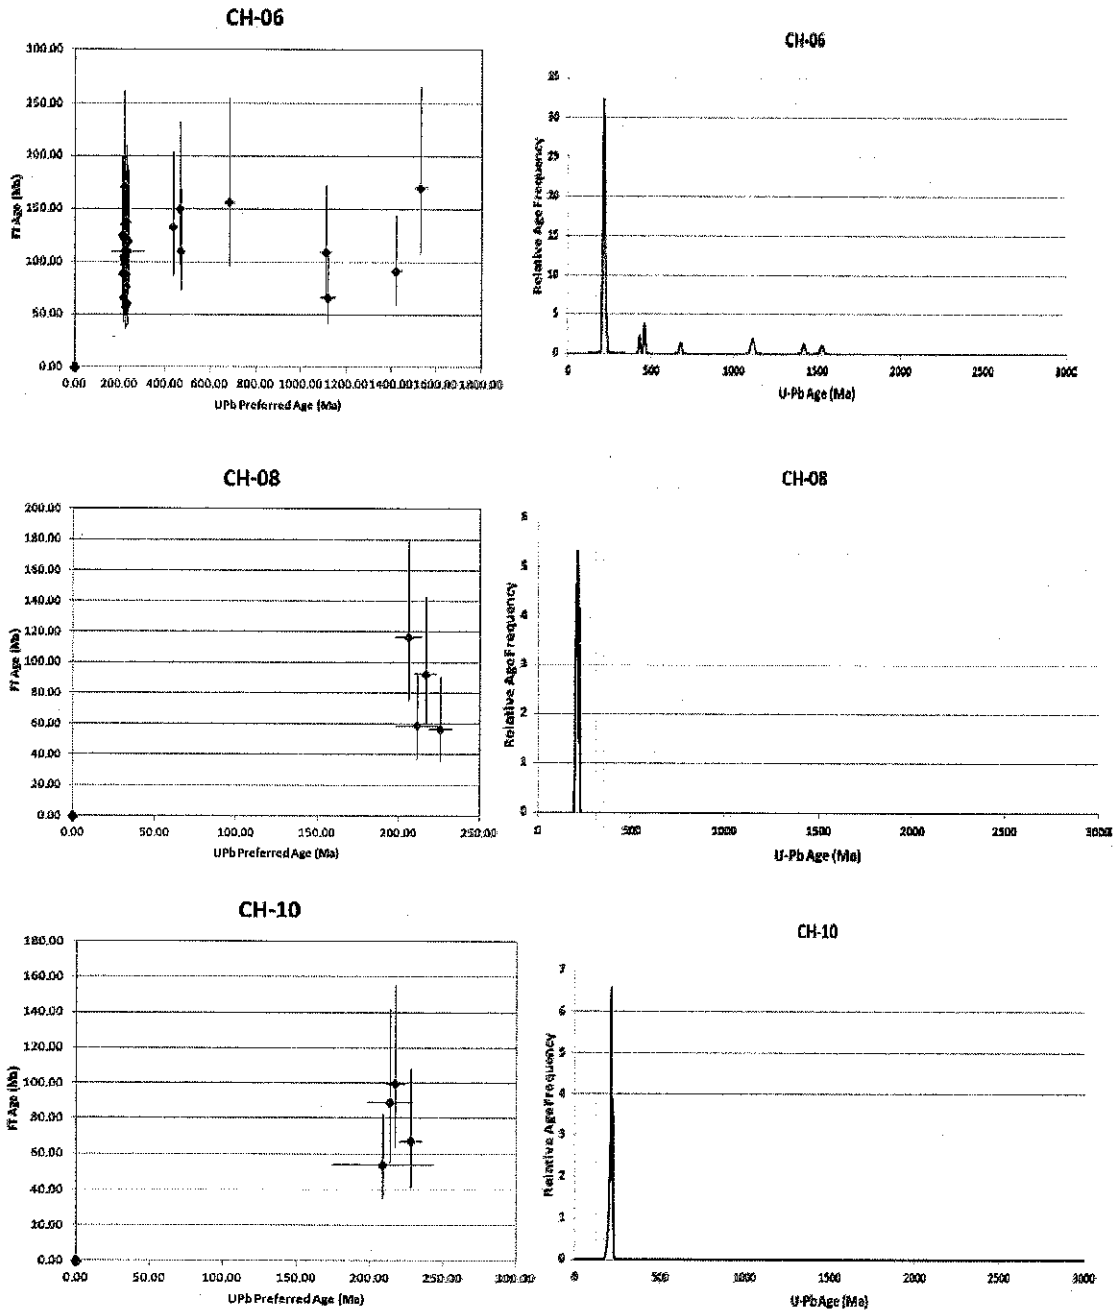 CH-06
300.00
250.00
200.00
150.00
100.00
50.00
0.00
FT Age (Ma)
0.00 200.00 400.00 600.00 800.00 1000.00 1200.00 1400.00 1600.00 1800.00
UPb Preferred Age (Ma)
CH-06
35
30
25
20
15
10
5
0
Relative Age Frequency
0 500 1000 1500 2000 2500 3000
U-Pb Age (Ma)
CH-08
200.00
180.00
160.00
140.00
120.00
100.00
80.00
60.00
40.00
20.00
0.00
FT Age (Ma)
0.00 50.00 100.00 150.00 200.00 250.00
UPb Preferred Age (Ma)
CH-08
6
5
4
3
2
1
0
Relative Age Frequency
0 500 1000 1500 2000 2500 3000
U-Pb Age (Ma)
CH-10
180.00
160.00
140.00
120.00
100.00
80.00
60.00
40.00
20.00
0.00
FT Age (Ma)
0.00 50.00 100.00 150.00 200.00 250.00 300.00
UPb Preferred Age (Ma)
CH-10
7
6
5
4
3
2
1
0
Relative Age Frequency
0 500 1000 1500 2000 2500 3000
U-Pb Age (Ma)